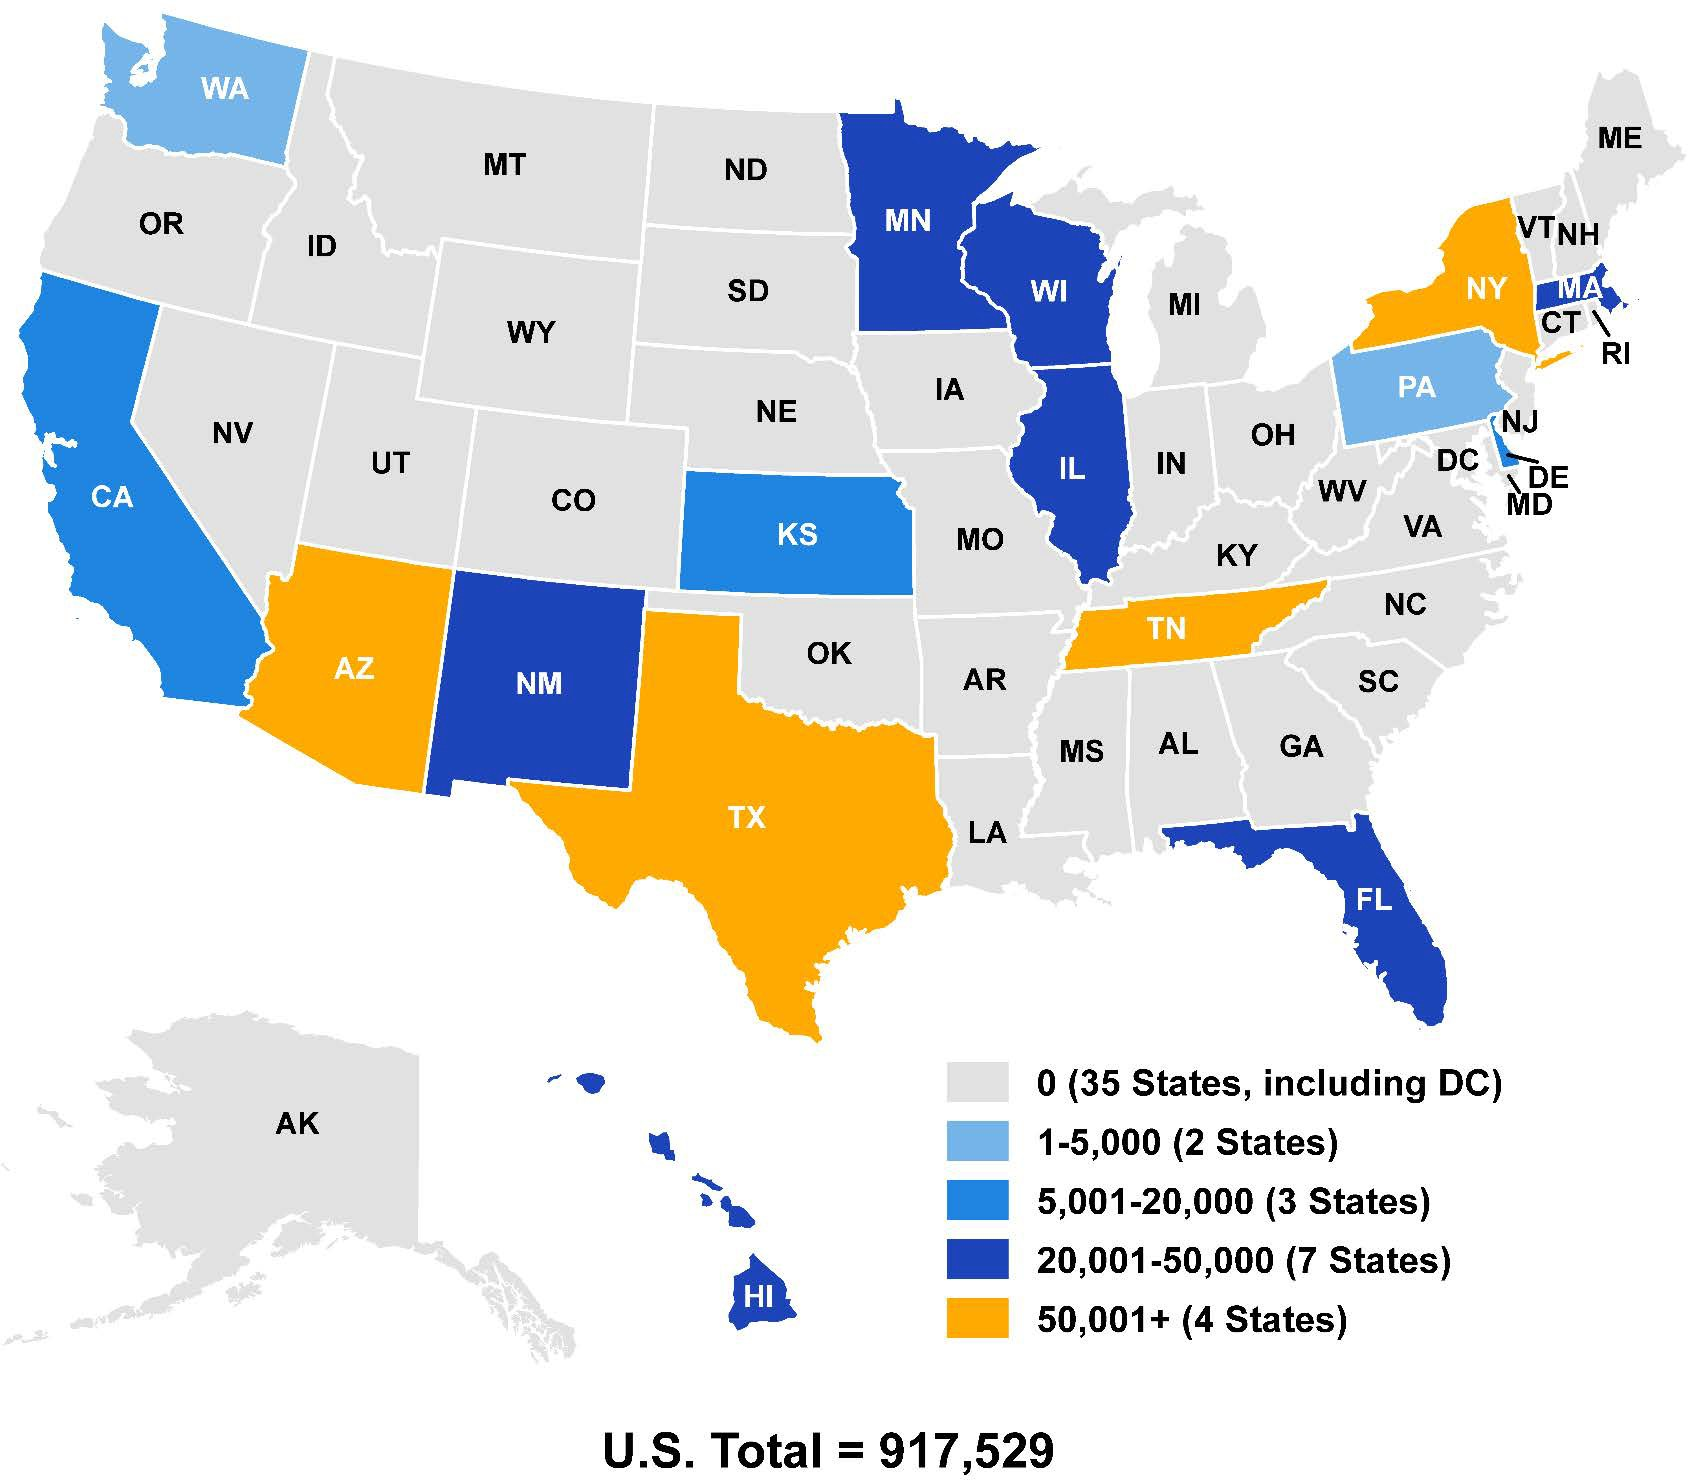 WA
ME
MT
ND
OR
MN
VT
NH
ID
SD
WI
NY
MA
MI
WY
CT
RI
IA
PA
NE
NJ
NV
OH
UT
IN
DC
IL
DE
CA
CO
WV
MD
KS
VA
MO
KY
NC
TN
OK
AZ
AR
SC
NM
MS
AL
GA
TX
LA
FL
AK
HI
0 (35 States, including DC)
1-5,000 (2 States)
5,001-20,000 (3 States)
20,001-50,000 (7 States)
50,001+ (4 States)
U.S. Total = 917,529